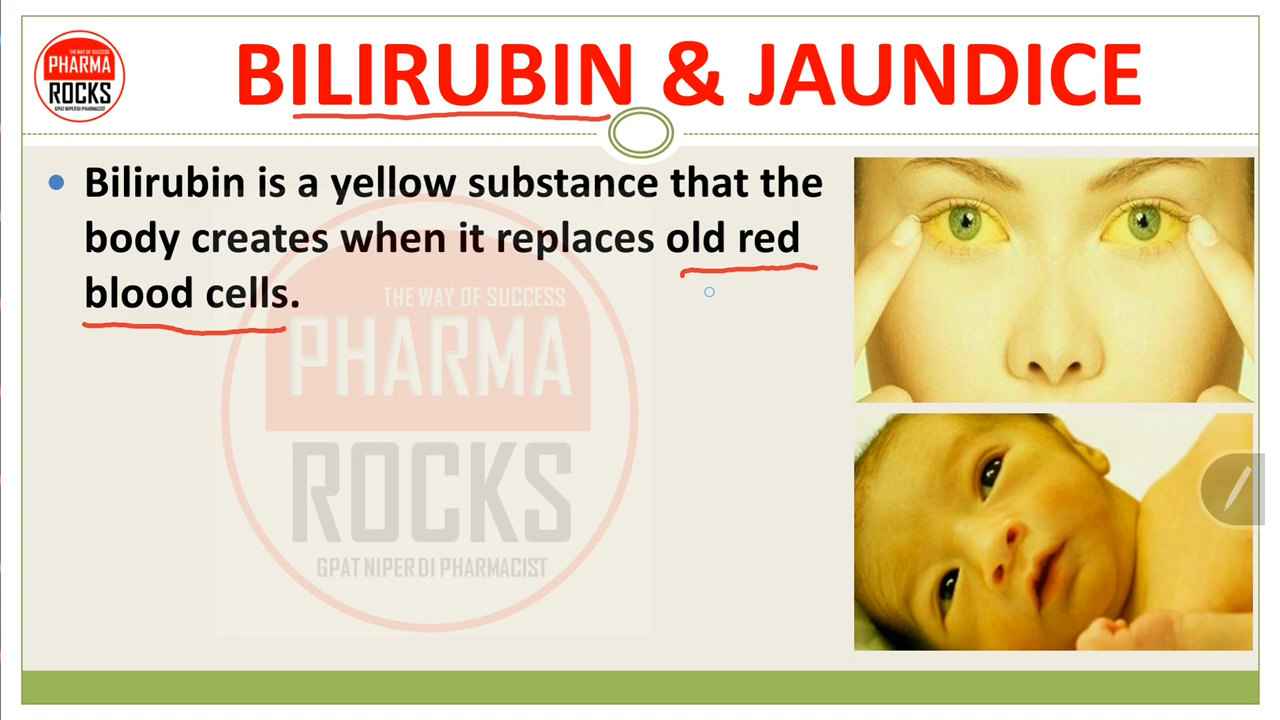 THE WAY OF SUCCESS
PHARMA
ROCKS
GPAT NIPER DI PHARMACIST
BILIRUBIN & JAUNDICE
• Bilirubin is a yellow substance that the
body creates when it replaces old red
blood cells.
THE WAY OF SUCCESS
PHARMA
ROCKS
GPAT NIPER DI PHARMACIST